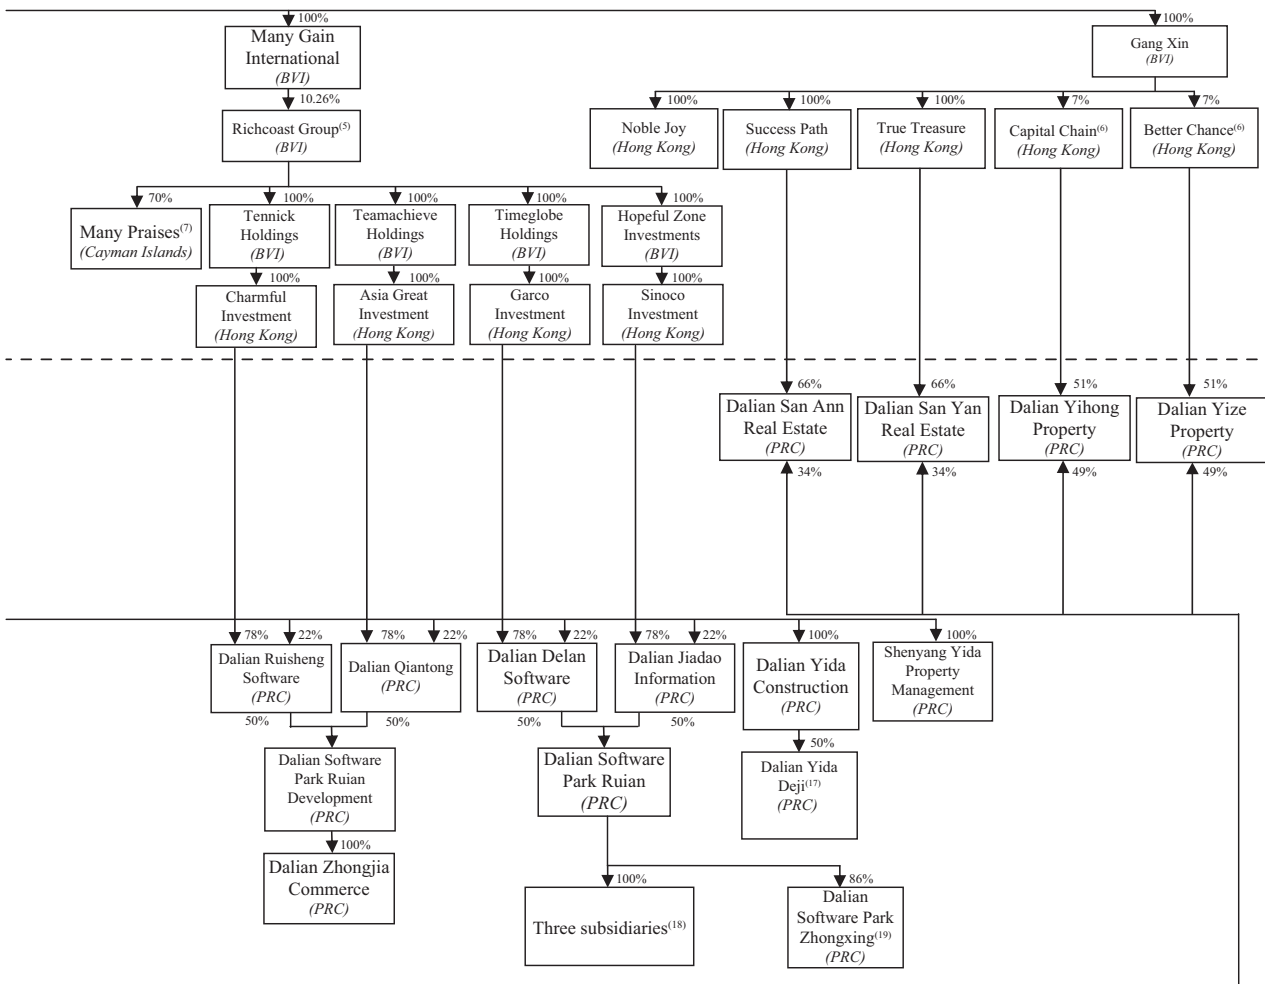 100%
100%
Many Gain
International
(BVI)
Gang Xin
(BVI)
10.26%
100%
100%
100%
7%
7%
Richcoast Group(5)
(BVI)
Noble Joy
(Hong Kong)
Success Path
(Hong Kong)
True Treasure
(Hong Kong)
Capital Chain(6)
(Hong Kong)
Better Chance(6)
(Hong Kong)
70%
100%
100%
100%
100%
Many Praises(7)
(Cayman Islands)
Tennick
Holdings
(BVI)
Teamachieve
Holdings
(BVI)
Timeglobe
Holdings
(BVI)
Hopeful Zone
Investments
(BVI)
100%
100%
100%
100%
Charmful
Investment
(Hong Kong)
Asia Great
Investment
(Hong Kong)
Garco
Investment
(Hong Kong)
Sinoco
Investment
(Hong Kong)
66%
66%
51%
51%
Dalian San Ann
Real Estate
(PRC)
Dalian San Yan
Real Estate
(PRC)
Dalian Yihong
Property
(PRC)
Dalian Yize
Property
(PRC)
34%
34%
49%
49%
78%
22%
78%
22%
78%
22%
78%
22%
100%
100%
Dalian Ruisheng
Software
(PRC)
Dalian Qiantong
(PRC)
Dalian Delan
Software
(PRC)
Dalian Jiadao
Information
(PRC)
Dalian Yida
Construction
(PRC)
Shenyang Yida
Property
Management
(PRC)
50%
50%
50%
50%
50%
Dalian Software
Park Ruian
Development
(PRC)
Dalian Software
Park Ruian
(PRC)
Dalian Yida
Deji(17)
(PRC)
100%
Dalian Zhongjia
Commerce
(PRC)
100%
86%
Three subsidiaries(18)
Dalian
Software Park
Zhongxing(19)
(PRC)